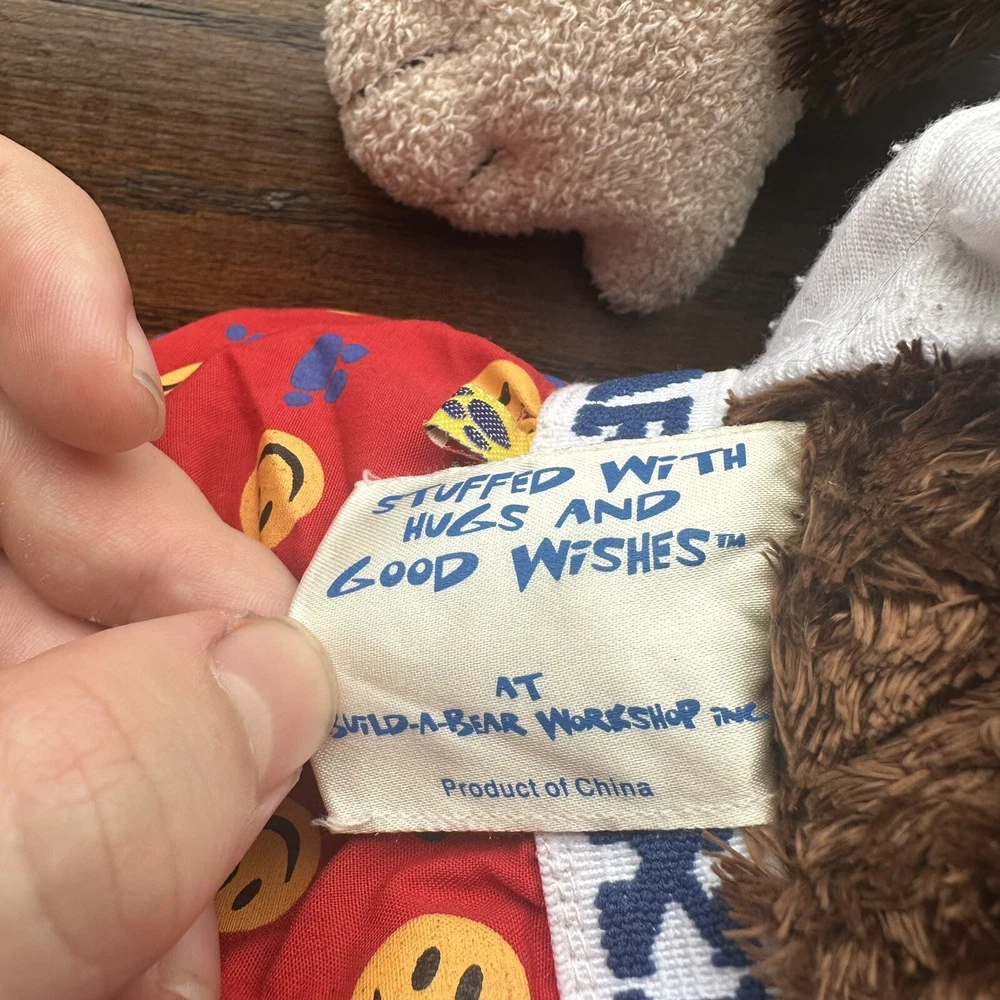 STUFFED WiTH
HUGS AND
GOOD WiSHES™
AT
BUILD-A-BEAR WORKSHOP iNC.
Product of China